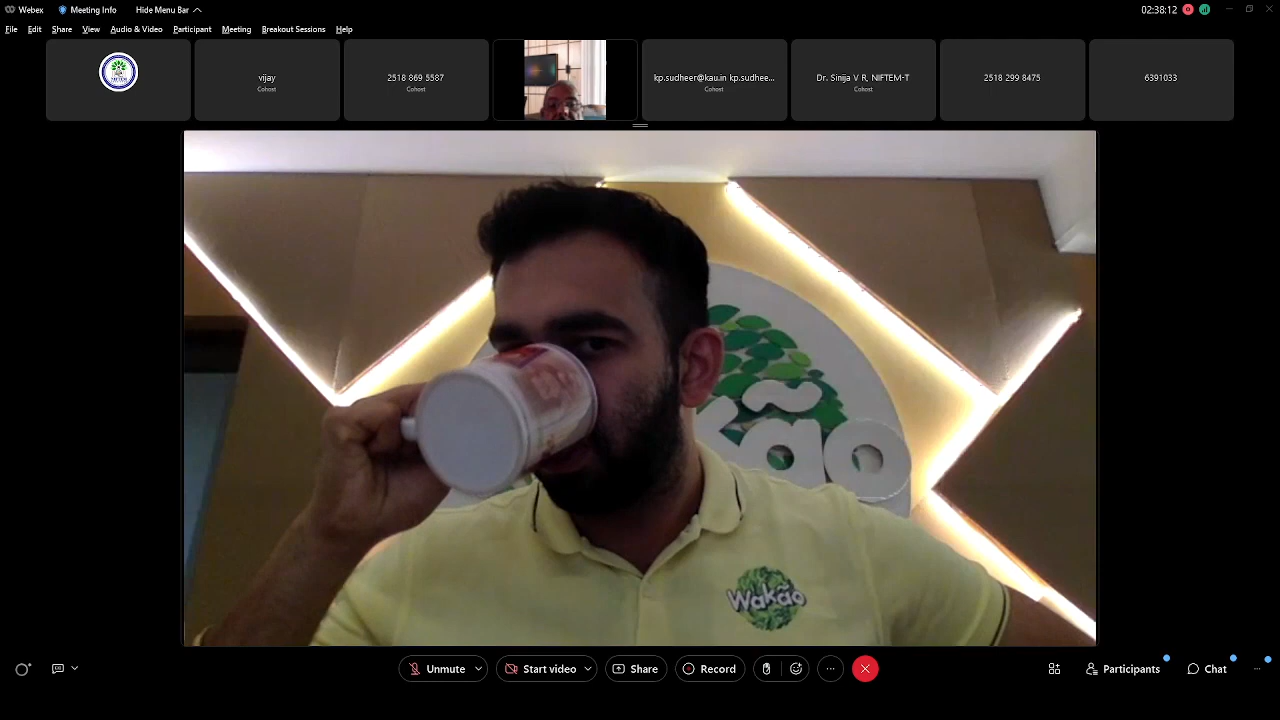 Webex Meeting Info Hide Menu Bar 02:38:12
File Edit Share View Audio & Video Participant Meeting Breakout Sessions Help
vijay
Cohost
2518 869 5587
Cohost
kp.sudheer@kau.in kp.sudhee...
Cohost
Dr. Sinija V R, NIFTEM-T
Cohost
2518 299 8475
6391033
kão
Wakão
Unmute Start video Share Record Participants Chat